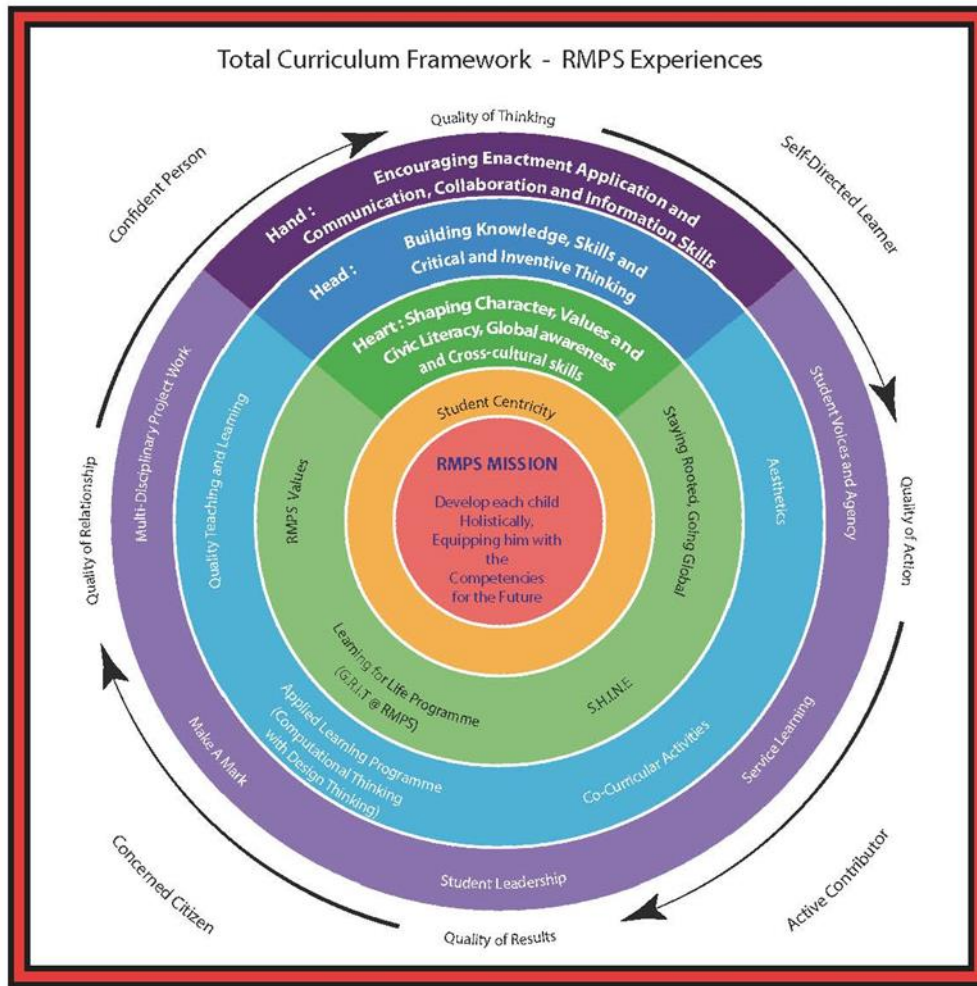 Total Curriculum Framework - RMPS Experiences
Quality of Thinking
Confident Person
Self-Directed Learner
Hand : Encouraging Enactment Application and
Communication, Collaboration and Information Skills
Head : Building Knowledge, Skills and
Critical and Inventive Thinking
Heart : Shaping Character, Values and
Civic Literacy, Global awareness
and Cross-cultural skills
Student Centricity
RMPS MISSION
Develop each child
Holistically,
Equipping him with
the
Competencies
for the Future
Quality of Relationship
Multi-Disciplinary Project Work
Quality Teaching and Learning
RMPS Values
Staying Rooted, Going Global
Aesthetics
Student Voices and Agency
Quality of Action
Learning for Life Programme
(G.R.I.T @ RMPS)
S.H.I.N.E
Applied Learning Programme
(Computational Thinking
with Design Thinking)
Co-Curricular Activities
Make A Mark
Service Learning
Student Leadership
Concerned Citizen
Active Contributor
Quality of Results